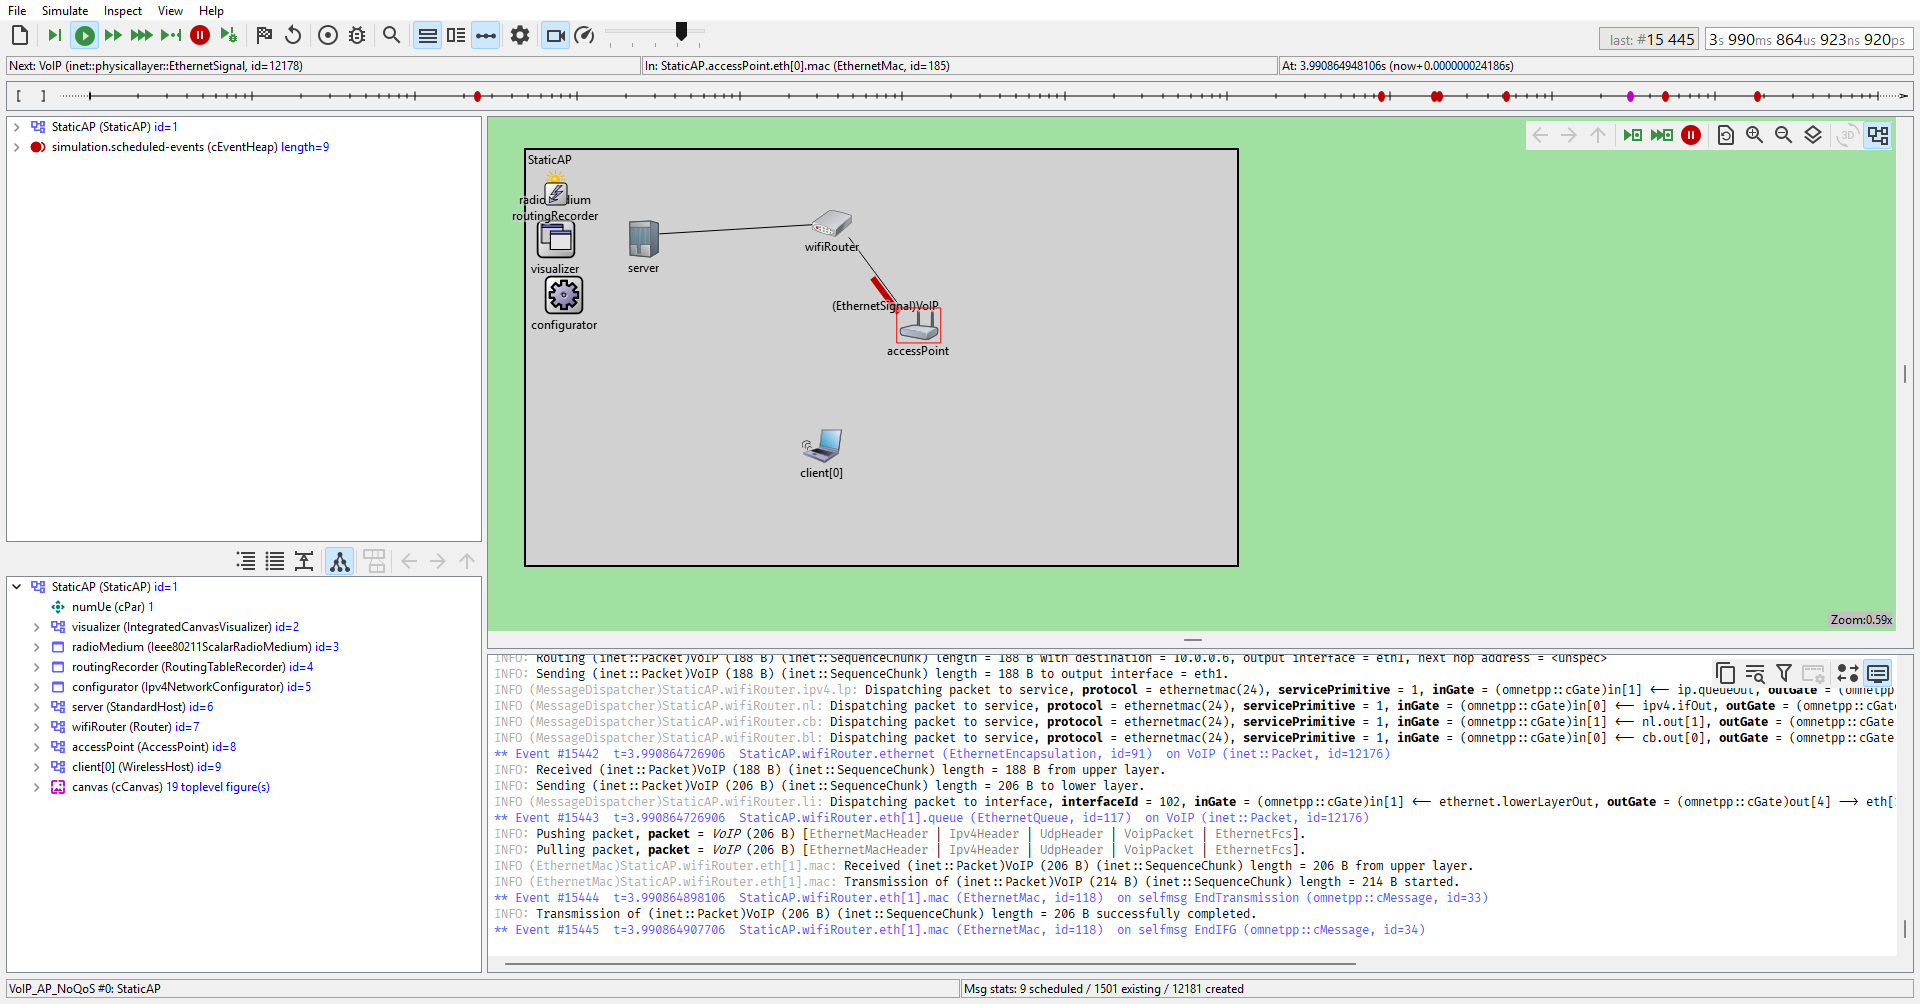 File Simulate Inspect View Help
last: #15 445
3s 990ms 864us 923ns 920ps
Next: VoIP (inet::physicallayer::EthernetSignal, id=12178)
In: StaticAP.accessPoint.eth[0].mac (EthernetMac, id=185)
At: 3.990864948106s (now+0.000000024186s)
[ ]
StaticAP (StaticAP) id=1
simulation.scheduled-events (cEventHeap) length=9
3D
StaticAP
routingRecorder
visualizer
configurator
server
wifiRouter
(EthernetSignal)VoIP
accessPoint
client[0]
Zoom:0.59x
StaticAP (StaticAP) id=1
numUe (cPar) 1
visualizer (IntegratedCanvasVisualizer) id=2
radioMedium (Ieee80211ScalarRadioMedium) id=3
routingRecorder (RoutingTableRecorder) id=4
configurator (Ipv4NetworkConfigurator) id=5
server (StandardHost) id=6
wifiRouter (Router) id=7
accessPoint (AccessPoint) id=8
client[0] (WirelessHost) id=9
canvas (cCanvas) 19 toplevel figure(s)
INFO: Routing (inet::Packet)VoIP (188 B) (inet::SequenceChunk) length = 188 B with destination = 10.0.0.6, output interface = eth1, next hop address = <unspec>
INFO: Sending (inet::Packet)VoIP (188 B) (inet::SequenceChunk) length = 188 B to output interface = eth1.
INFO (MessageDispatcher)StaticAP.wifiRouter.ipv4.lp: Dispatching packet to service, protocol = ethernetmac(24), servicePrimitive = 1, inGate = (omnetpp::cGate)in[1] <-- ip.queueOut, outGate = (omnetpp
INFO (MessageDispatcher)StaticAP.wifiRouter.nl: Dispatching packet to service, protocol = ethernetmac(24), servicePrimitive = 1, inGate = (omnetpp::cGate)in[0] <-- ipv4.ifOut, outGate = (omnetpp::cGate
INFO (MessageDispatcher)StaticAP.wifiRouter.cb: Dispatching packet to service, protocol = ethernetmac(24), servicePrimitive = 1, inGate = (omnetpp::cGate)in[1] <-- nl.out[1], outGate = (omnetpp::cGate
INFO (MessageDispatcher)StaticAP.wifiRouter.bl: Dispatching packet to service, protocol = ethernetmac(24), servicePrimitive = 1, inGate = (omnetpp::cGate)in[0] <-- cb.out[0], outGate = (omnetpp::cGate
** Event #15442 t=3.990864726906 StaticAP.wifiRouter.ethernet (EthernetEncapsulation, id=91) on VoIP (inet::Packet, id=12176)
INFO: Received (inet::Packet)VoIP (188 B) (inet::SequenceChunk) length = 188 B from upper layer.
INFO: Sending (inet::Packet)VoIP (206 B) (inet::SequenceChunk) length = 206 B to lower layer.
INFO (MessageDispatcher)StaticAP.wifiRouter.li: Dispatching packet to interface, interfaceId = 102, inGate = (omnetpp::cGate)in[1] <-- ethernet.lowerLayerOut, outGate = (omnetpp::cGate)out[4] --> eth[
** Event #15443 t=3.990864726906 StaticAP.wifiRouter.eth[1].queue (EthernetQueue, id=117) on VoIP (inet::Packet, id=12176)
INFO: Pushing packet, packet = VoIP (206 B) [EthernetMacHeader | Ipv4Header | UdpHeader | VoipPacket | EthernetFcs].
INFO: Pulling packet, packet = VoIP (206 B) [EthernetMacHeader | Ipv4Header | UdpHeader | VoipPacket | EthernetFcs].
INFO (EthernetMac)StaticAP.wifiRouter.eth[1].mac: Received (inet::Packet)VoIP (206 B) (inet::SequenceChunk) length = 206 B from upper layer.
INFO (EthernetMac)StaticAP.wifiRouter.eth[1].mac: Transmission of (inet::Packet)VoIP (214 B) (inet::SequenceChunk) length = 214 B started.
** Event #15444 t=3.990864898106 StaticAP.wifiRouter.eth[1].mac (EthernetMac, id=118) on selfmsg EndTransmission (omnetpp::cMessage, id=33)
INFO: Transmission of (inet::Packet)VoIP (206 B) (inet::SequenceChunk) length = 206 B successfully completed.
** Event #15445 t=3.990864907706 StaticAP.wifiRouter.eth[1].mac (EthernetMac, id=118) on selfmsg EndIFG (omnetpp::cMessage, id=34)
VoIP_AP_NoQoS #0: StaticAP
Msg stats: 9 scheduled / 1501 existing / 12181 created